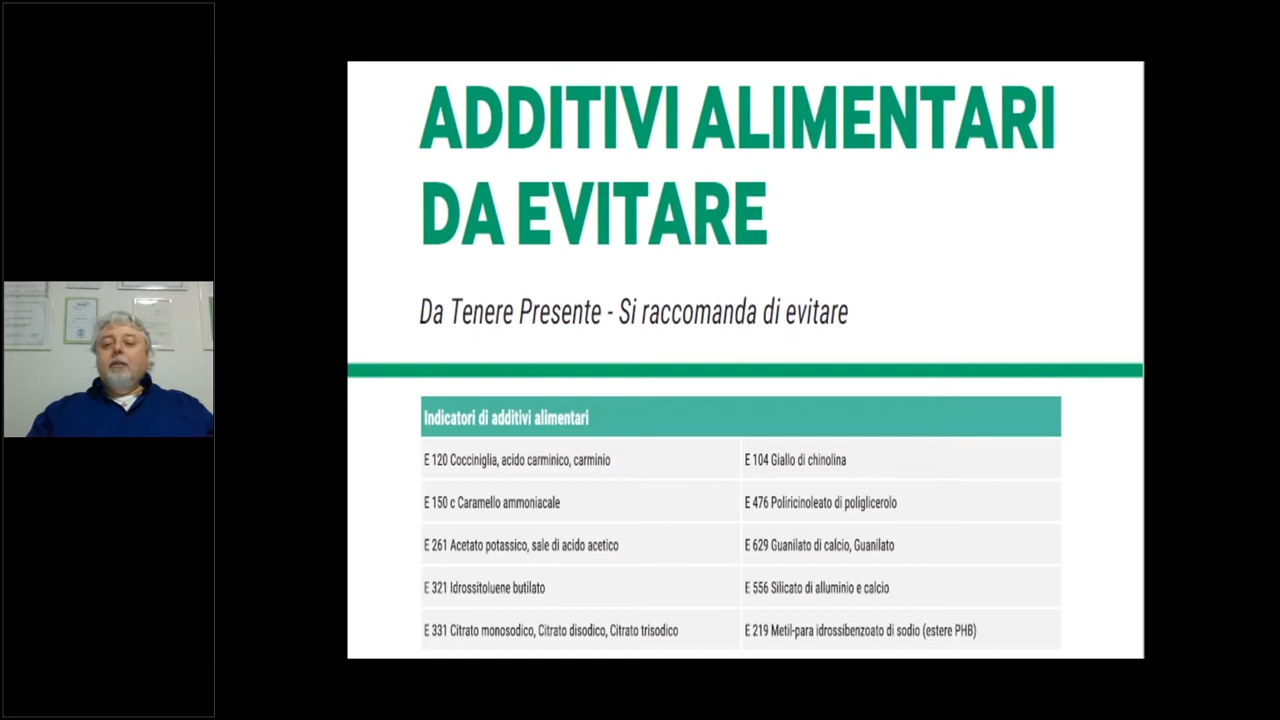 ADDITIVI ALIMENTARI
DA EVITARE
Da Tenere Presente - Si raccomanda di evitare
Indicatori di additivi alimentari
E 120 Cocciniglia, acido carminico, carminio
E 104 Giallo di chinolina
E 150 c Caramello ammoniacale
E 476 Poliricinoleato di poliglicerolo
E 261 Acetato potassico, sale di acido acetico
E 629 Guanilato di calcio, Guanilato
E 321 Idrossitoluene butilato
E 556 Silicato di alluminio e calcio
E 331 Citrato monosodico, Citrato disodico, Citrato trisodico
E 219 Metil-para idrossibenzoato di sodio (estere PHB)